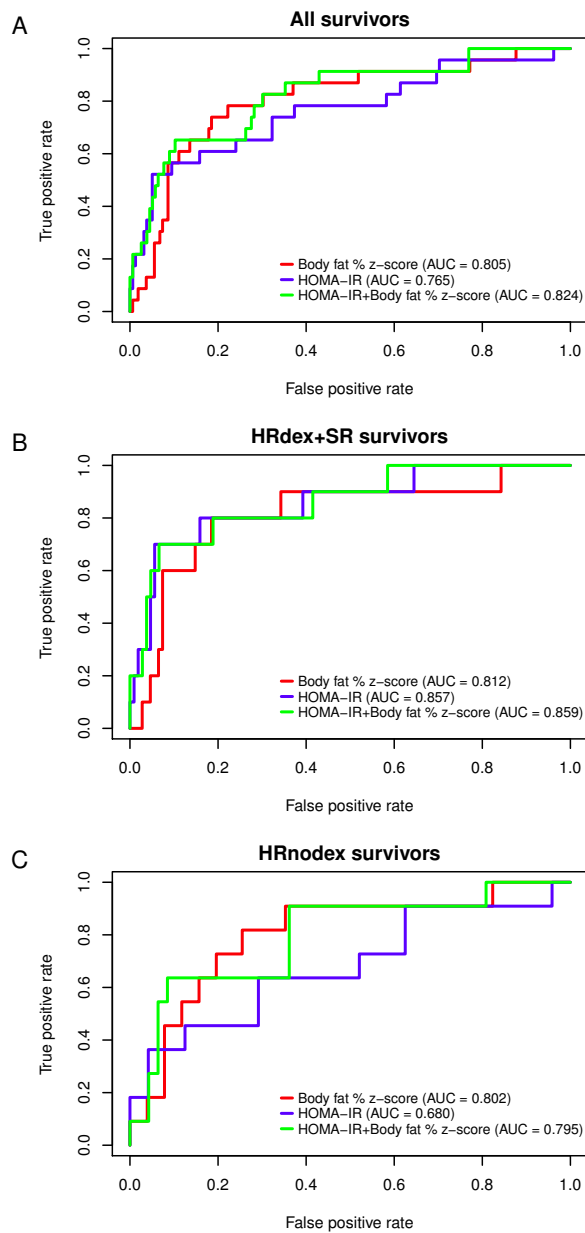 A
All survivors
True positive rate
1.0
0.8
0.6
0.4
0.2
0.0
Body fat % z−score (AUC = 0.805)
HOMA−IR (AUC = 0.765)
HOMA−IR+Body fat % z−score (AUC = 0.824)
0.0 0.2 0.4 0.6 0.8 1.0
False positive rate
B
HRdex+SR survivors
True positive rate
1.0
0.8
0.6
0.4
0.2
0.0
Body fat % z−score (AUC = 0.812)
HOMA−IR (AUC = 0.857)
HOMA−IR+Body fat % z−score (AUC = 0.859)
0.0 0.2 0.4 0.6 0.8 1.0
False positive rate
C
HRnodex survivors
True positive rate
1.0
0.8
0.6
0.4
0.2
0.0
Body fat % z−score (AUC = 0.802)
HOMA−IR (AUC = 0.680)
HOMA−IR+Body fat % z−score (AUC = 0.795)
0.0 0.2 0.4 0.6 0.8 1.0
False positive rate